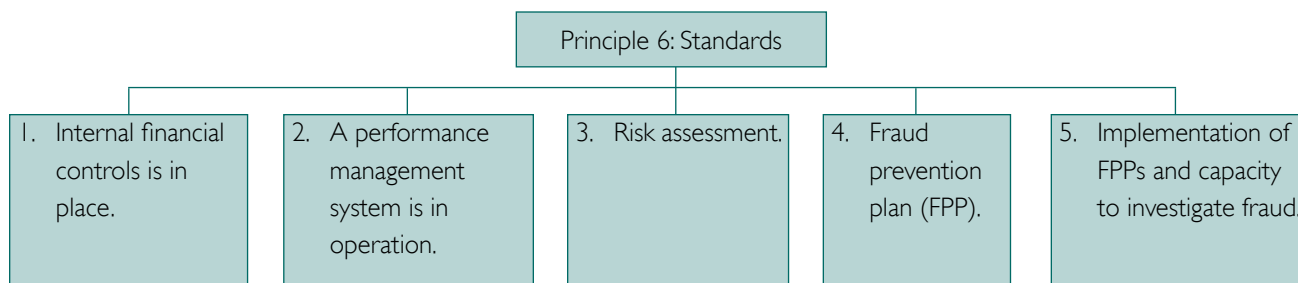 Principle 6: Standards
1. Internal financial
controls is in
place.
2. A performance
management
system is in
operation.
3. Risk assessment.
4. Fraud
prevention
plan (FPP).
5. Implementation of
FPPs and capacity
to investigate fraud.